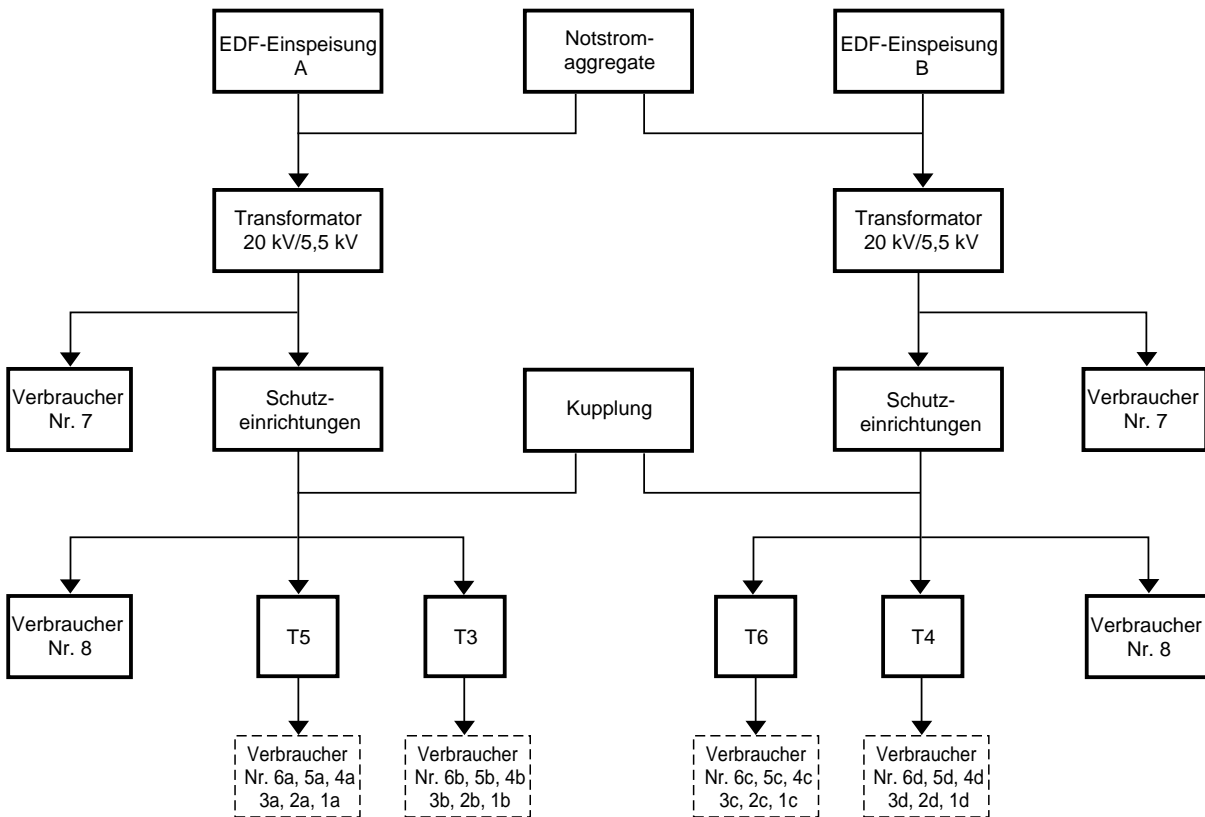 EDF-Einspeisung
A
Notstrom-
aggregate
EDF-Einspeisung
B
Transformator
20 kV/5,5 kV
Transformator
20 kV/5,5 kV
Verbraucher
Nr. 7
Schutz-
einrichtungen
Kupplung
Schutz-
einrichtungen
Verbraucher
Nr. 7
Verbraucher
Nr. 8
T5
T3
T6
T4
Verbraucher
Nr. 8
Verbraucher
Nr. 6a, 5a, 4a
3a, 2a, 1a
Verbraucher
Nr. 6b, 5b, 4b
3b, 2b, 1b
Verbraucher
Nr. 6c, 5c, 4c
3c, 2c, 1c
Verbraucher
Nr. 6d, 5d, 4d
3d, 2d, 1d